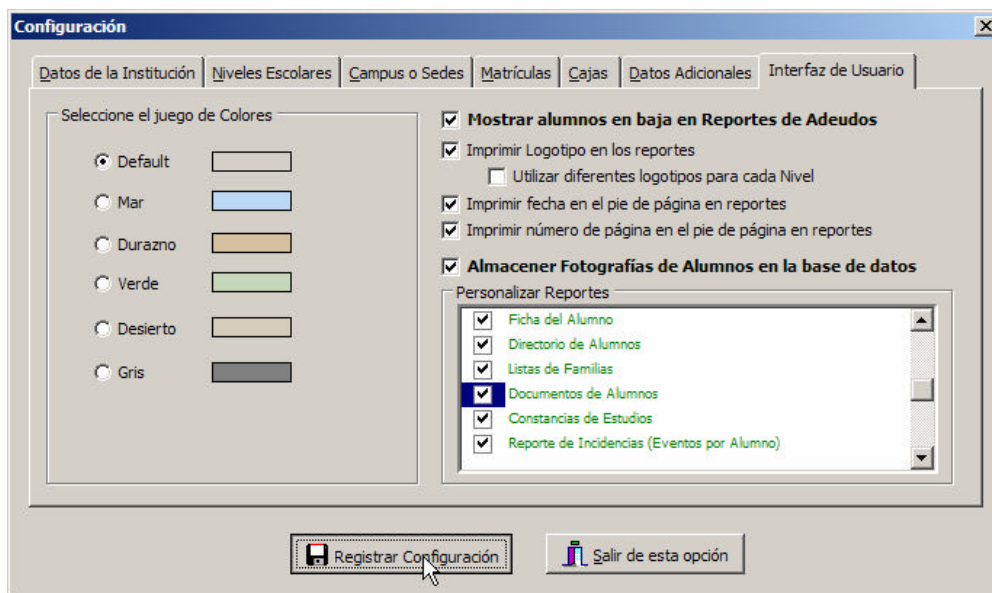 Configuración
Datos de la Institución
Niveles Escolares
Campus o Sedes
Matrículas
Cajas
Datos Adicionales
Interfaz de Usuario
Seleccione el juego de Colores
Default
Mar
Durazno
Verde
Desierto
Gris
Mostrar alumnos en baja en Reportes de Adeudos
Imprimir Logotipo en los reportes
Utilizar diferentes logotipos para cada Nivel
Imprimir fecha en el pie de página en reportes
Imprimir número de página en el pie de página en reportes
Almacener Fotografías de Alumnos en la base de datos
Personalizar Reportes
Ficha del Alumno
Directorio de Alumnos
Listas de Familias
Documentos de Alumnos
Constancias de Estudios
Reporte de Incidencias (Eventos por Alumno)
Registrar Configuración
Salir de esta opción